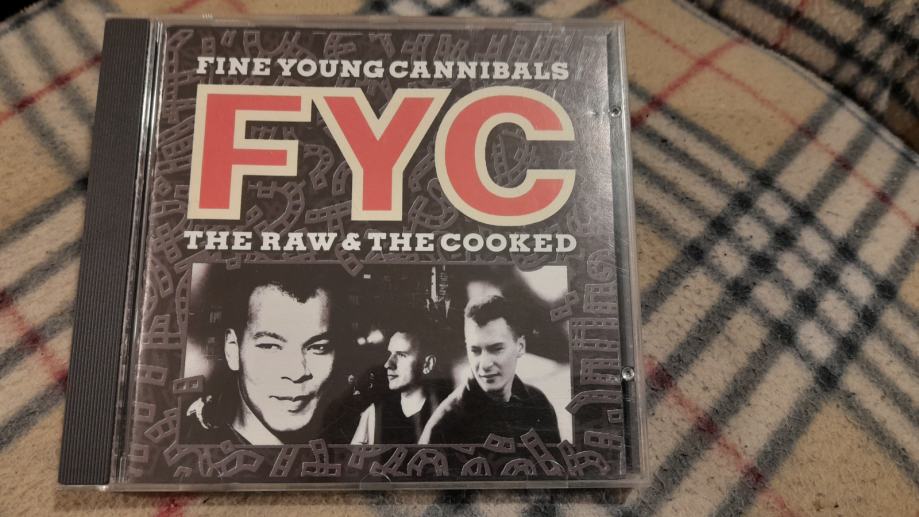 FINE YOUNG CANNIBALS
FYC
THE RAW & THE COOKED